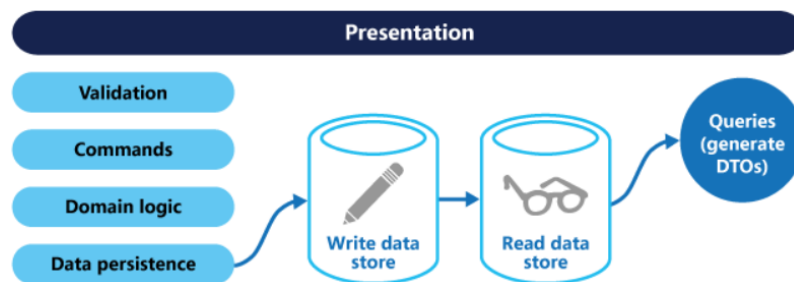 Presentation
Validation
Commands
Domain logic
Data persistence
Write data
store
Read data
store
Queries
(generate
DTOs)